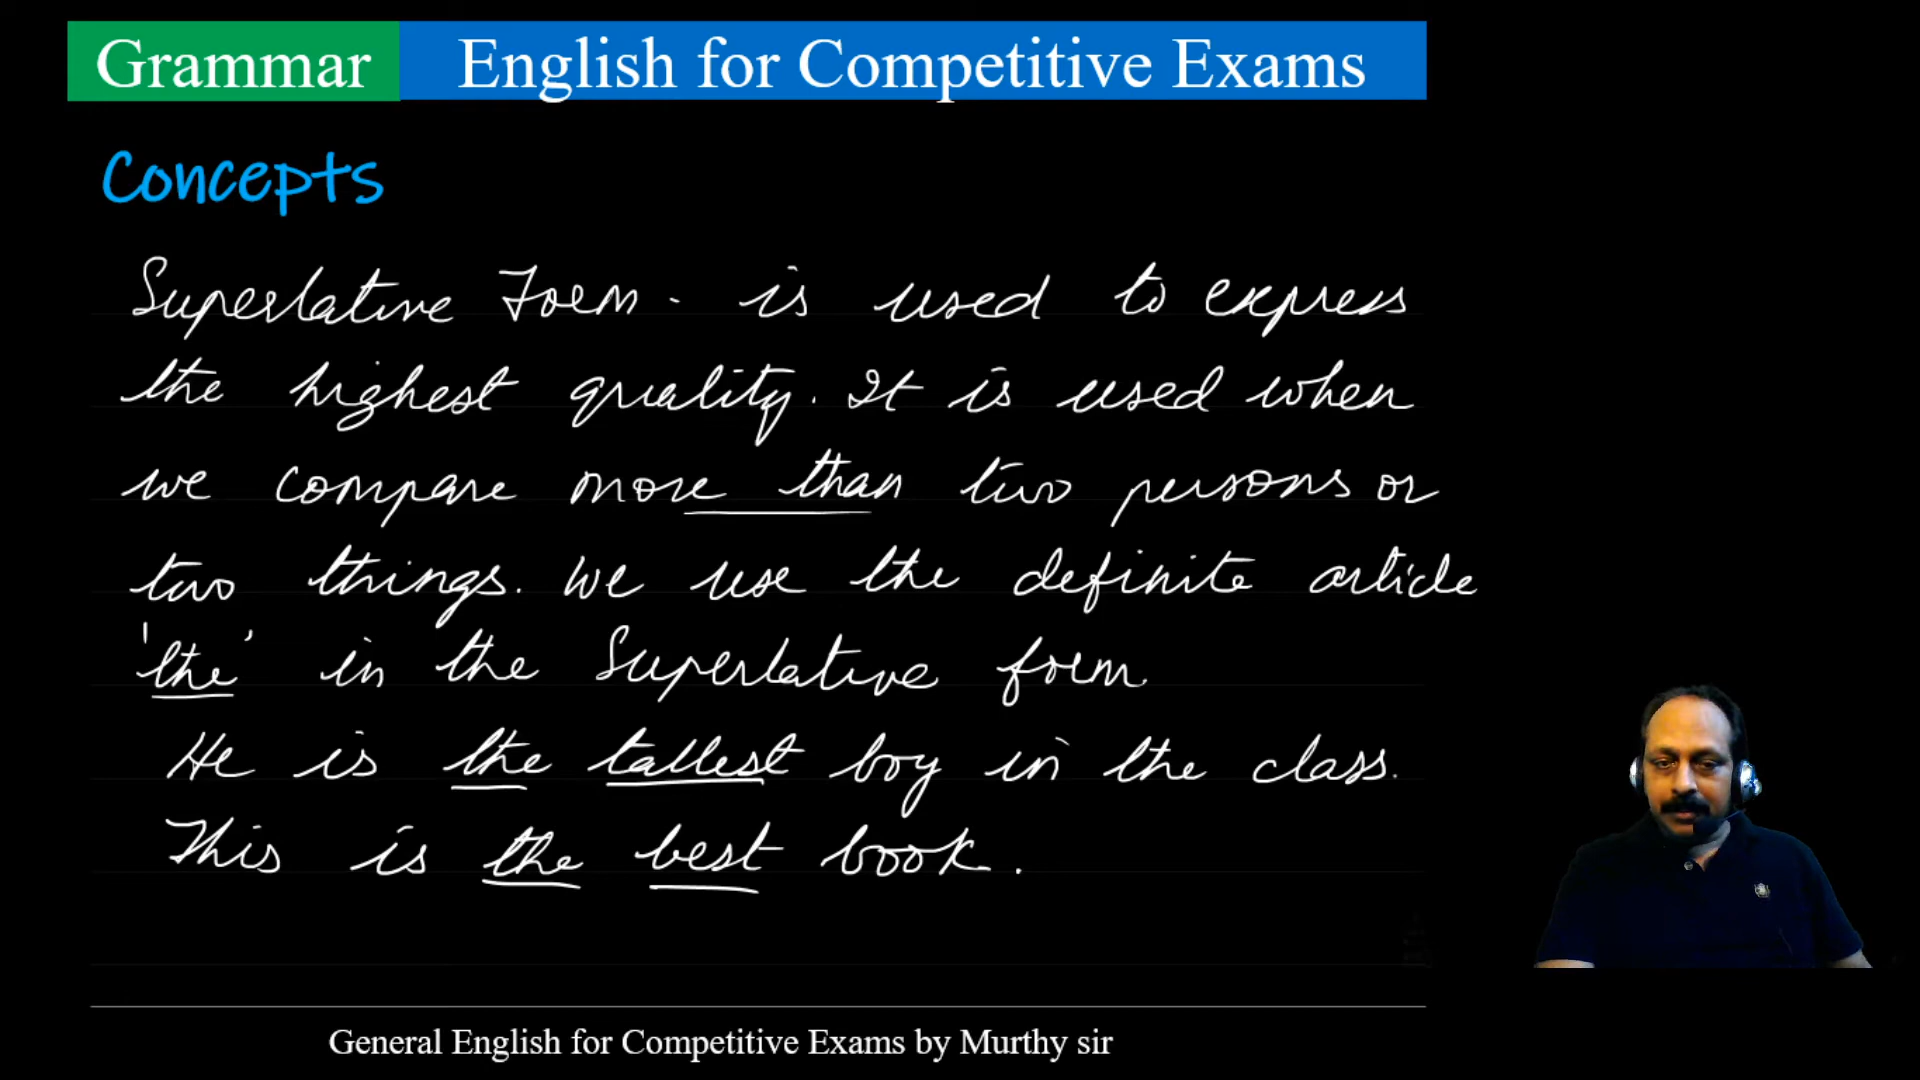 Grammar English for Competitive Exams
Concepts
Superlative Form - is used to express
the highest quality. It is used when
we compare more than two persons or
two things. We use the definite article
'the' in the Superlative form.
He is the tallest boy in the class.
This is the best book.
General English for Competitive Exams by Murthy sir